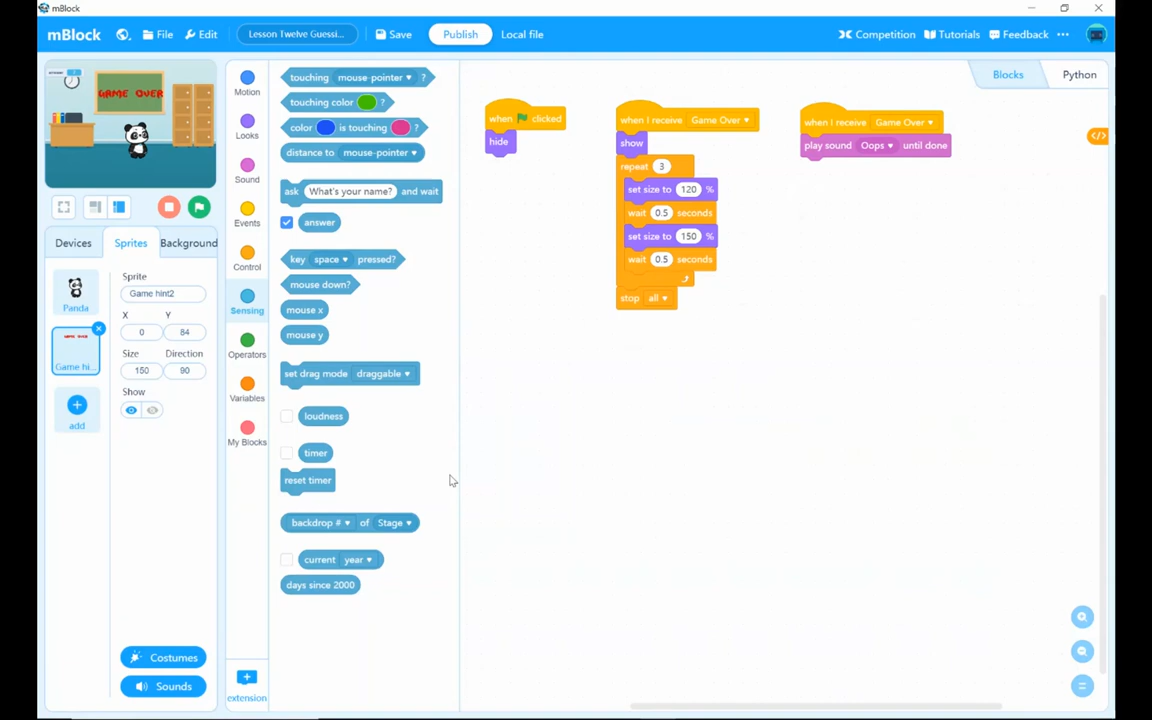 mBlock
mBlock File Edit Lesson Twelve Guessi... Save Publish Local file Competition Tutorials Feedback
GAME OVER
Devices Sprites Background
Panda
Game hi...
add
Sprite
Game hint2
X Y
0 84
Size Direction
150 90
Show
Costumes
Sounds
Motion
Looks
Sound
Events
Control
Sensing
Operators
Variables
My Blocks
extension
touching mouse-pointer ?
touching color ?
color is touching ?
distance to mouse-pointer
ask What's your name? and wait
answer
key space pressed?
mouse down?
mouse x
mouse y
set drag mode draggable
loudness
timer
reset timer
backdrop # of Stage
current year
days since 2000
Blocks Python
when clicked
hide
when I receive Game Over
show
repeat 3
set size to 120 %
wait 0.5 seconds
set size to 150 %
wait 0.5 seconds
stop all
when I receive Game Over
play sound Oops until done